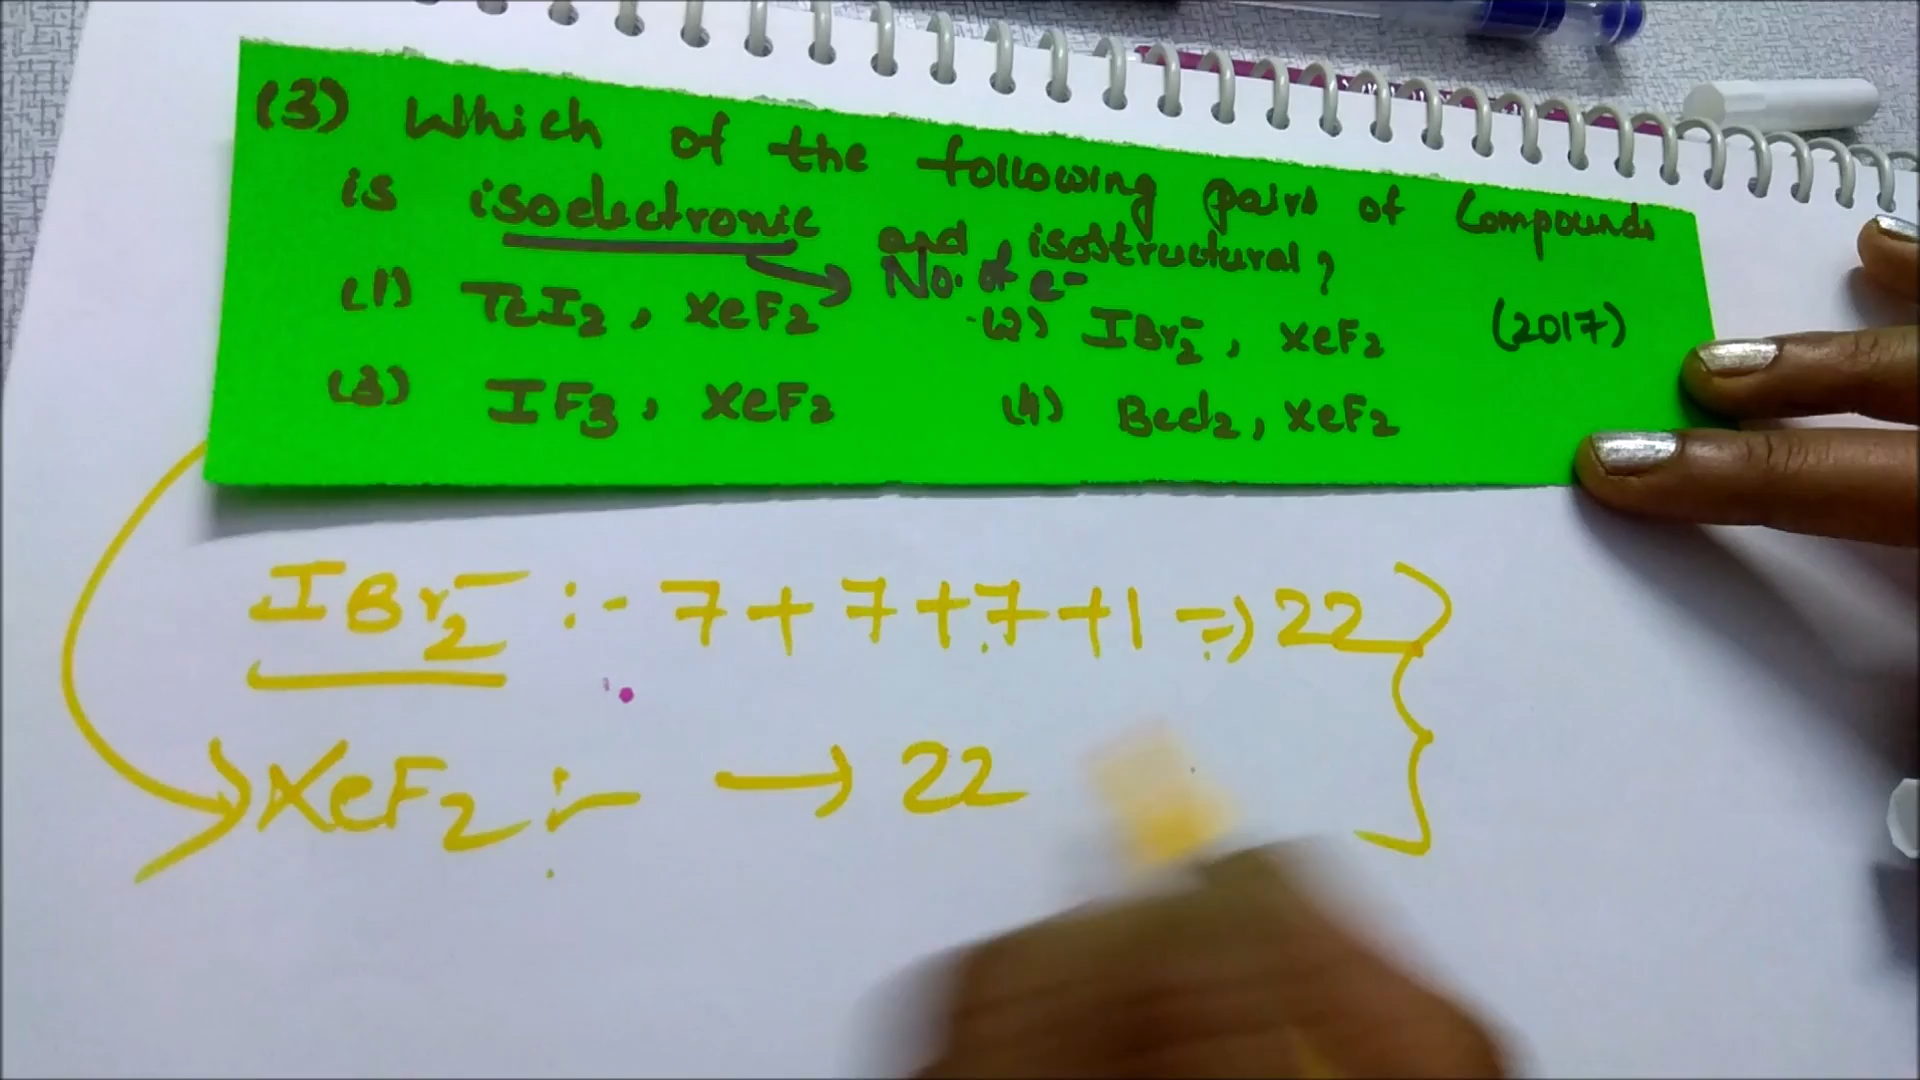 (3) Which of the following pairs of Compounds
is isoelectronic and isostructural?
No. of e-
(1) TeI2, XeF2 (2) IBr2-, XeF2 (2017)
(3) IF3, XeF2 (4) Becl2, XeF2
IBr2- :- 7+7+7+1 => 22
XeF2 :- → 22